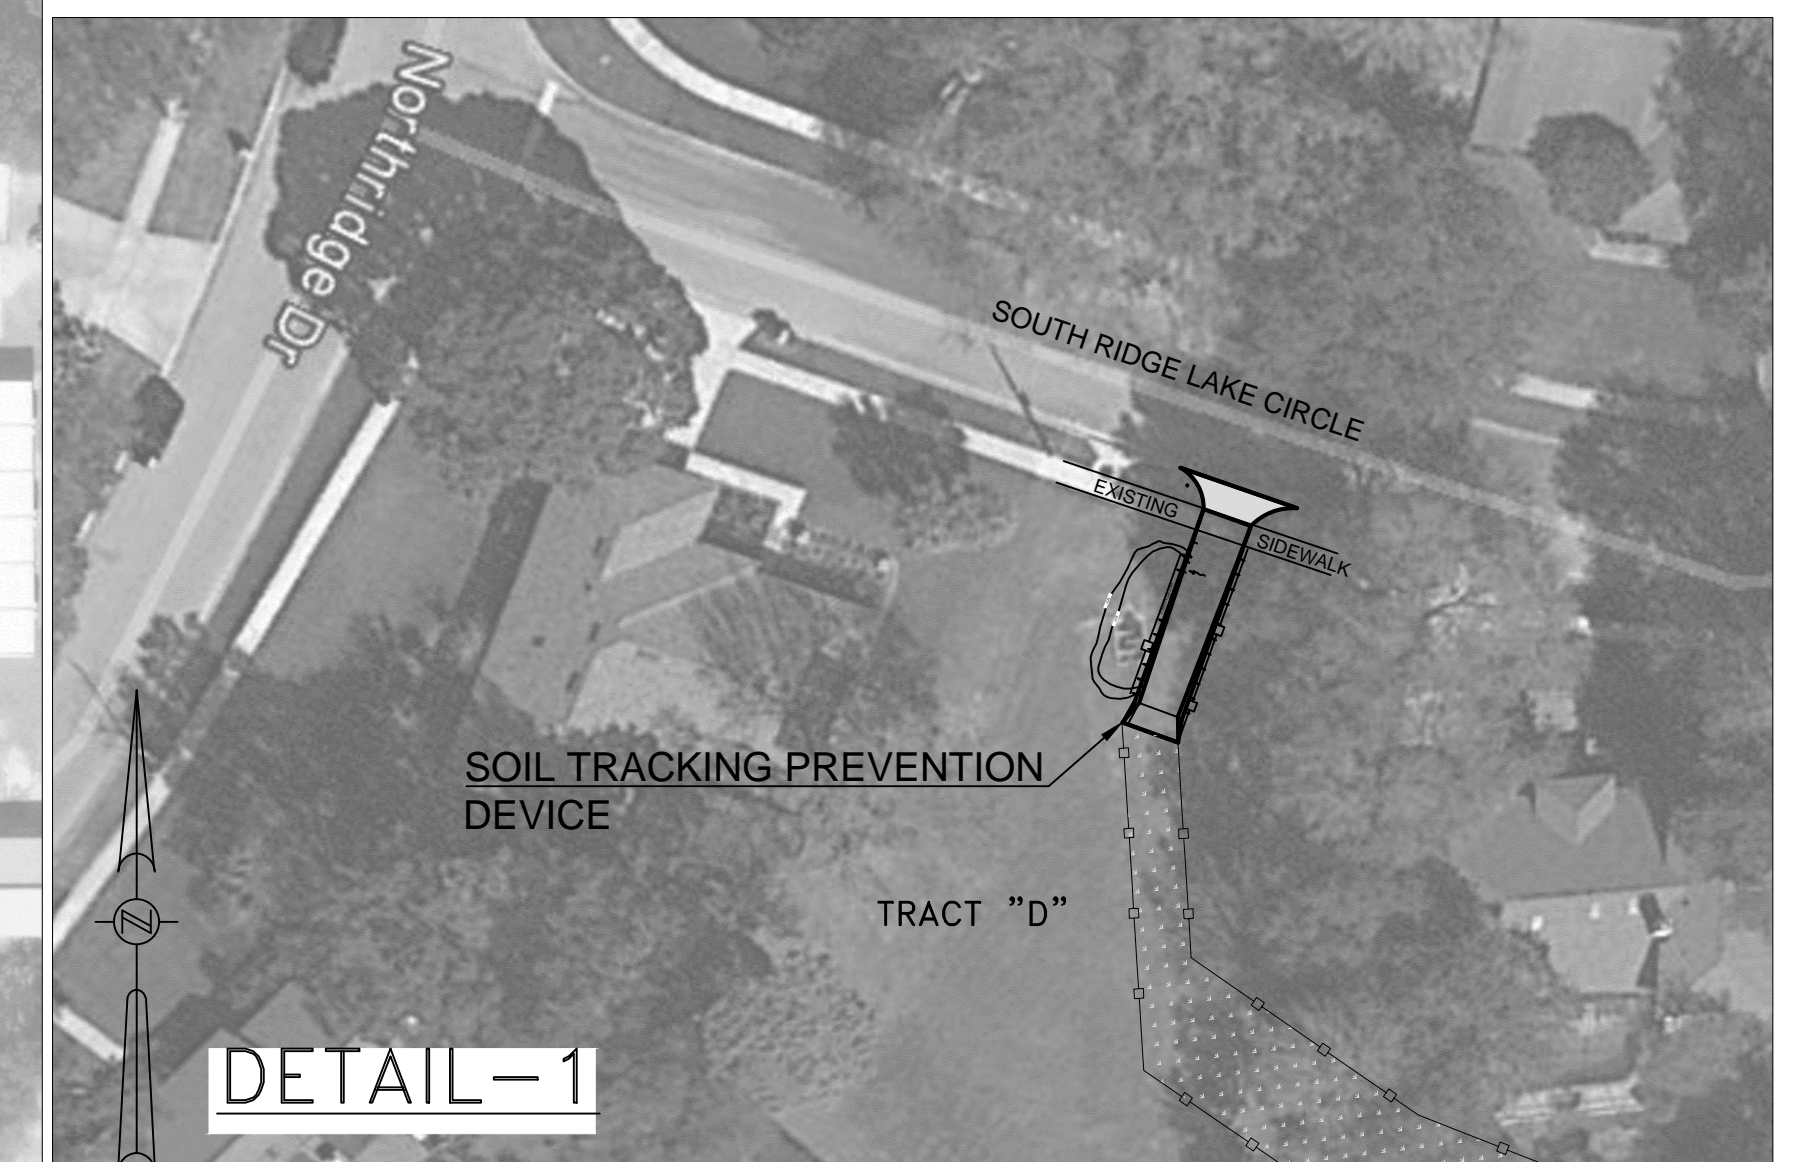 Northridge Dr
SOUTH RIDGE LAKE CIRCLE
EXISTING
SIDEWALK
SOIL TRACKING PREVENTION
DEVICE
TRACT "D"
N
DETAIL-1